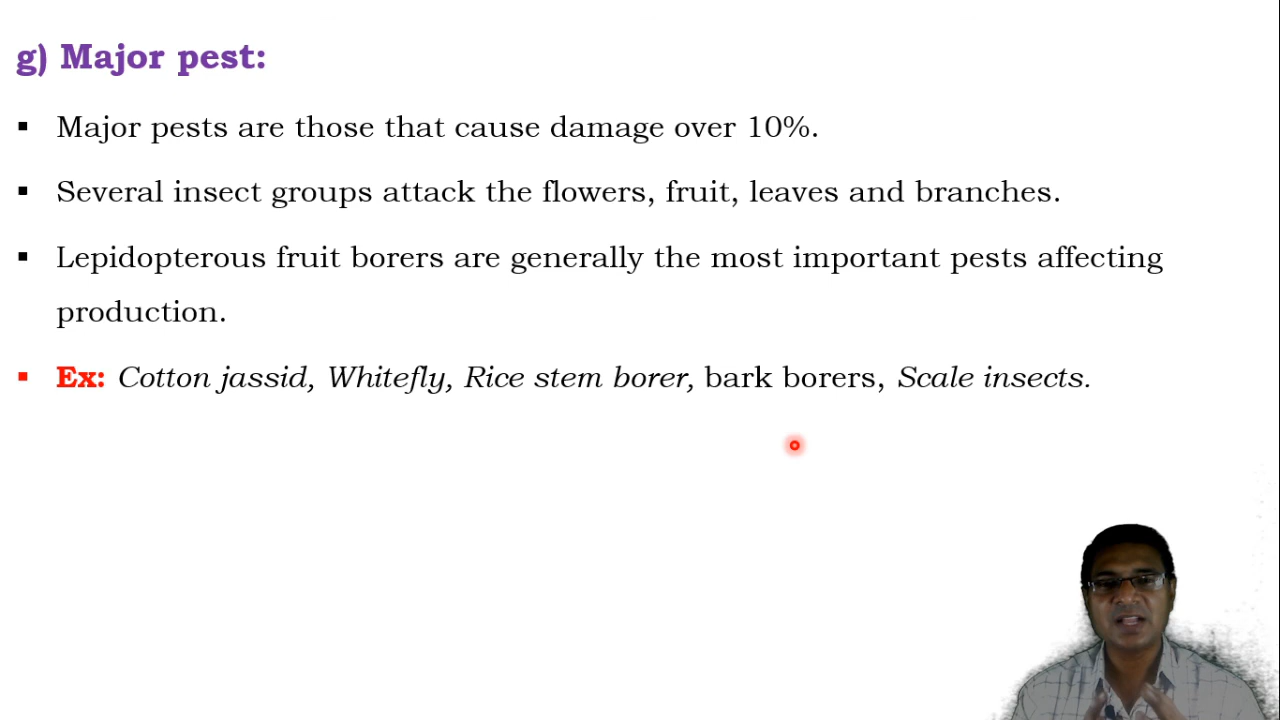 g) Major pest:
▪ Major pests are those that cause damage over 10%.
▪ Several insect groups attack the flowers, fruit, leaves and branches.
▪ Lepidopterous fruit borers are generally the most important pests affecting
production.
▪ Ex: Cotton jassid, Whitefly, Rice stem borer, bark borers, Scale insects.